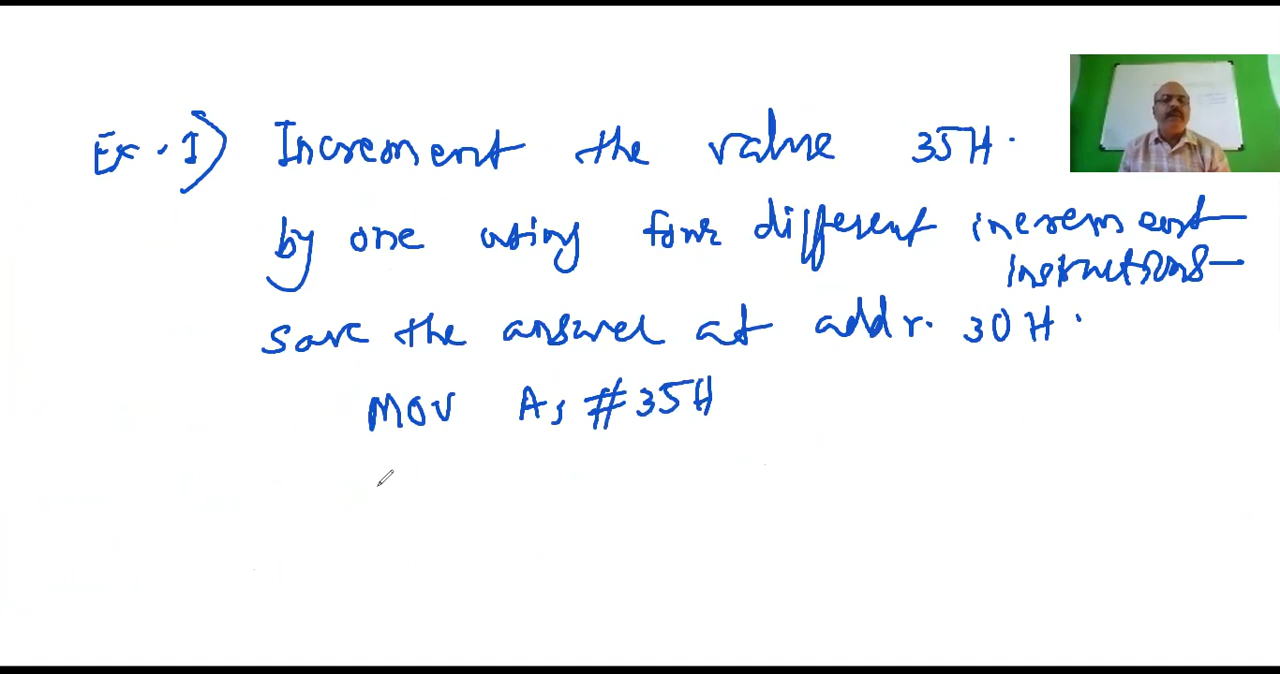 Ex. 1) Increment the value 35H.
by one using four different increment
instructions
save the answer at addr. 30H.
MOV A, #35H